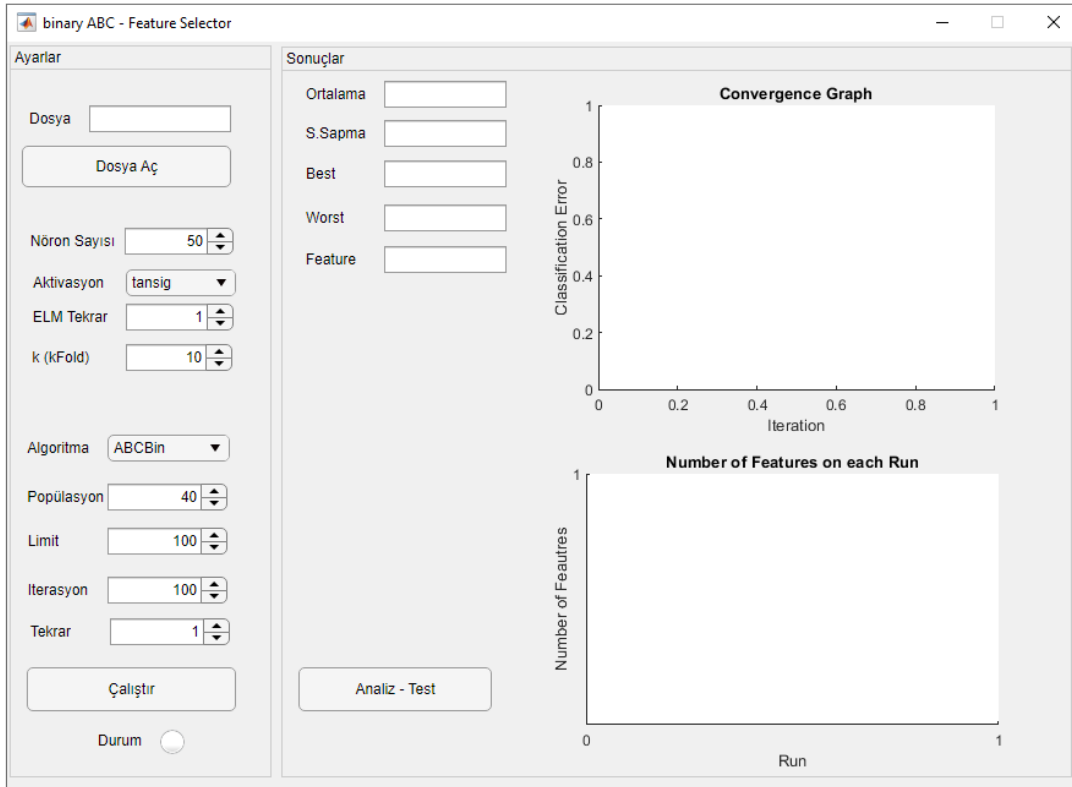 binary ABC - Feature Selector
Ayarlar
Dosya
Dosya Aç
Nöron Sayısı 50
Aktivasyon tansig
ELM Tekrar 1
k (kFold) 10
Algoritma ABCBin
Popülasyon 40
Limit 100
Iterasyon 100
Tekrar 1
Çalıştır
Durum
Sonuçlar
Ortalama
S.Sapma
Best
Worst
Feature
Analiz - Test
Convergence Graph
Classification Error
1
0.8
0.6
0.4
0.2
0
0 0.2 0.4 0.6 0.8 1
Iteration
Number of Features on each Run
Number of Feautres
1
0 1
Run